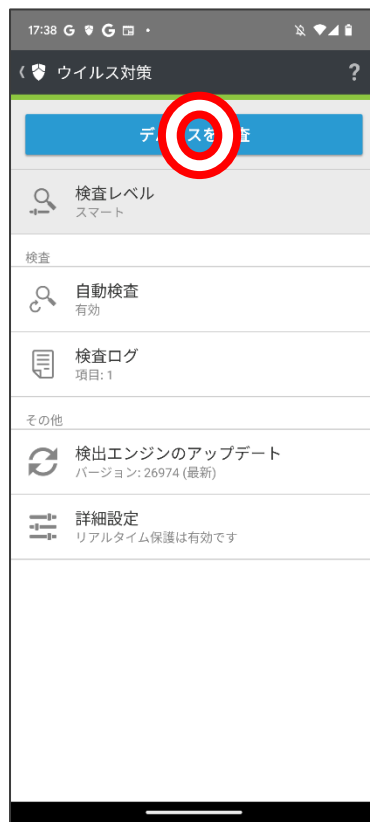 17:38 G G
ウイルス対策 ?
デ スを 査
検査レベル
スマート
検査
自動検査
有効
検査ログ
項目: 1
その他
検出エンジンのアップデート
バージョン: 26974 (最新)
詳細設定
リアルタイム保護は有効です